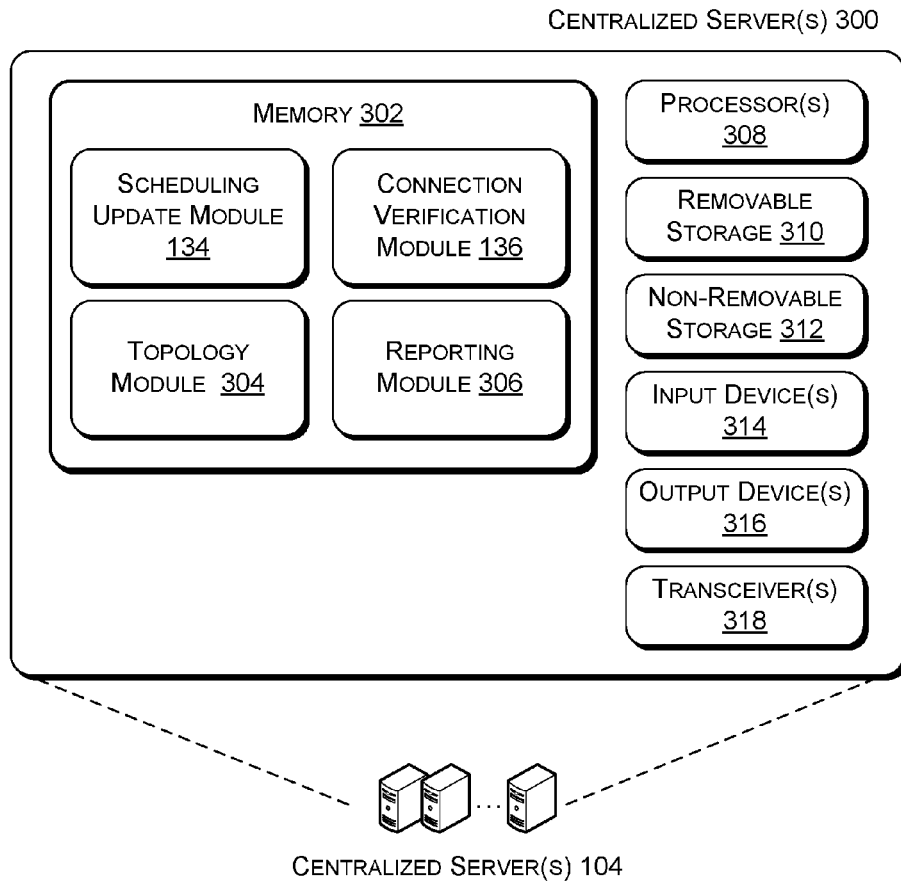 CENTRALIZED SERVER(S) 300
MEMORY 302
SCHEDULING
UPDATE MODULE
134
CONNECTION
VERIFICATION
MODULE 136
TOPOLOGY
MODULE 304
REPORTING
MODULE 306
PROCESSOR(S)
308
REMOVABLE
STORAGE 310
NON-REMOVABLE
STORAGE 312
INPUT DEVICE(S)
314
OUTPUT DEVICE(S)
316
TRANSCEIVER(S)
318
...
CENTRALIZED SERVER(S) 104